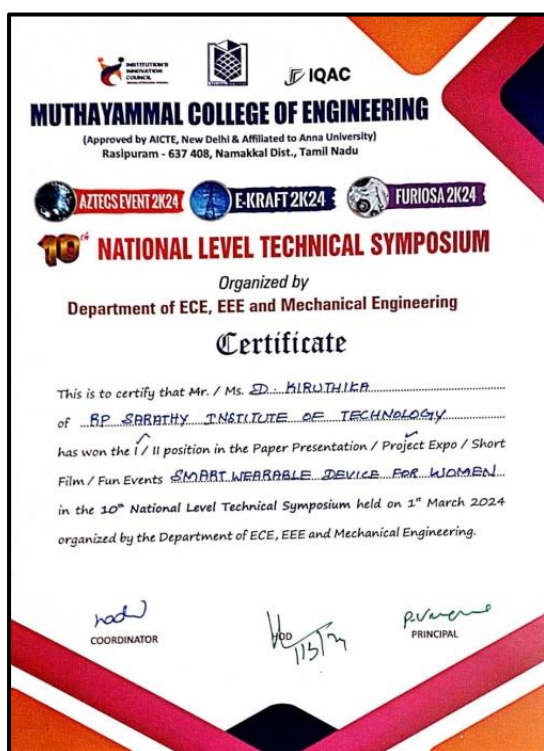 INSTITUTION'S
INNOVATION
COUNCIL
IQAC
MUTHAYAMMAL COLLEGE OF ENGINEERING
(Approved by AICTE, New Delhi & Affiliated to Anna University)
Rasipuram - 637 408, Namakkal Dist., Tamil Nadu
AZTECS EVENT 2K24 E-KRAFT 2K24 FURIOSA 2K24
10th NATIONAL LEVEL TECHNICAL SYMPOSIUM
Organized by
Department of ECE, EEE and Mechanical Engineering
Certificate
This is to certify that Mr. / Ms. D. KIRUTHIKA
of RP SARATHY INSTITUTE OF TECHNOLOGY
has won the I / II position in the Paper Presentation / Project Expo / Short
Film / Fun Events SMART WEARABLE DEVICE FOR WOMEN
in the 10th National Level Technical Symposium held on 1st March 2024
organized by the Department of ECE, EEE and Mechanical Engineering.
COORDINATOR HOD PRINCIPAL